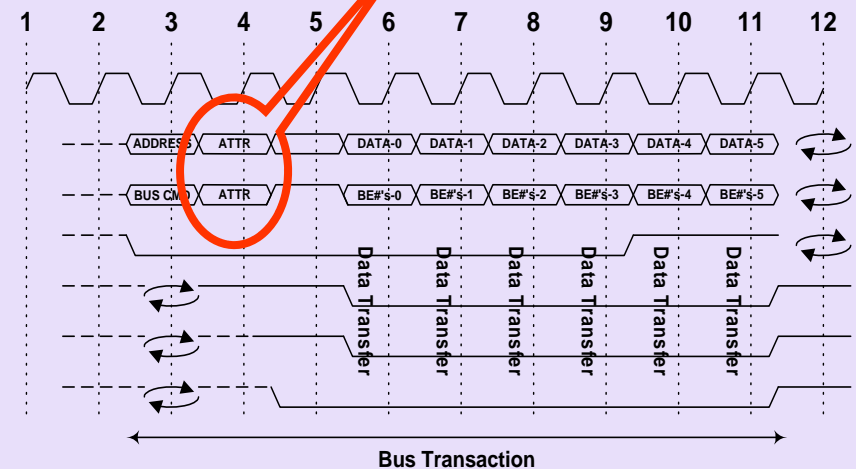 1 2 3 4 5 6 7 8 9 10 11 12
ADDRESS ATTR DATA-0 DATA-1 DATA-2 DATA-3 DATA-4 DATA-5
BUS CMD ATTR BE#'s-0 BE#'s-1 BE#'s-2 BE#'s-3 BE#'s-4 BE#'s-5
Data Transfer
Data Transfer
Data Transfer
Data Transfer
Data Transfer
Data Transfer
Bus Transaction